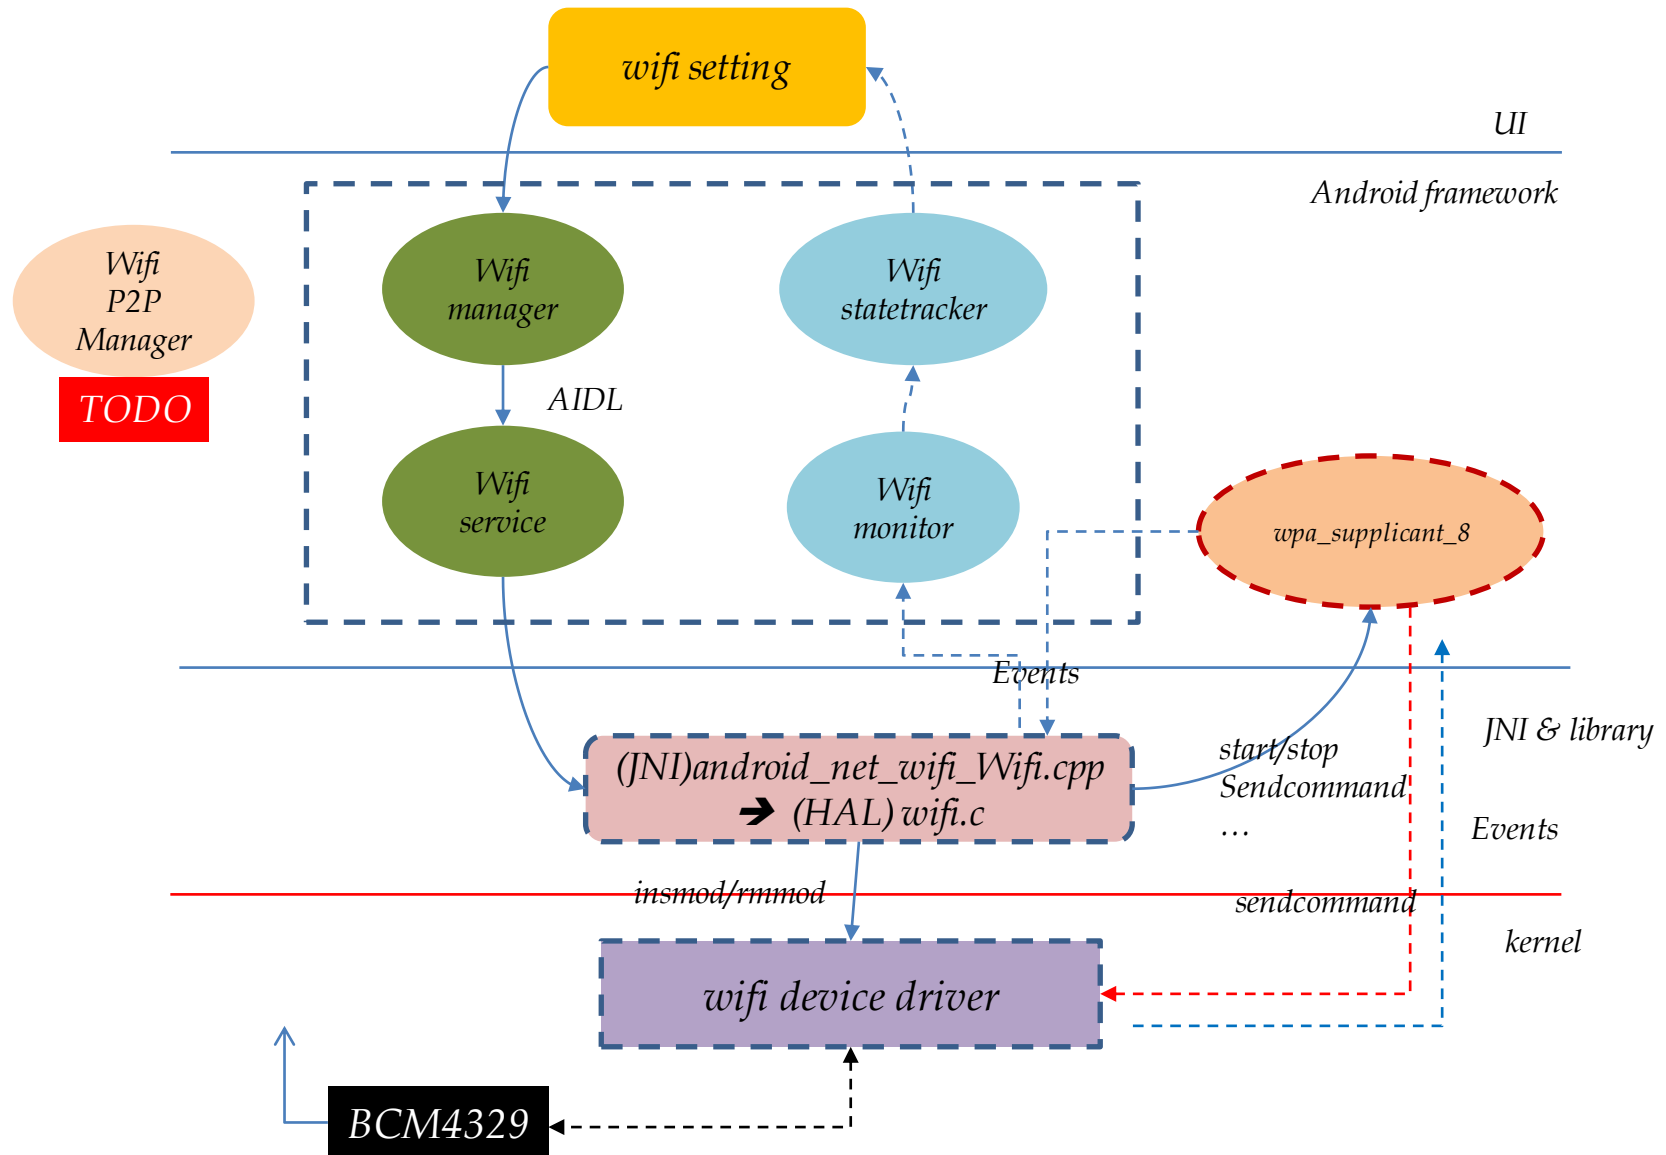 wifi setting
UI
Android framework
Wifi
P2P
Manager
TODO
Wifi
manager
Wifi
statetracker
AIDL
Wifi
service
Wifi
monitor
wpa_supplicant_8
Events
JNI & library
(JNI)android_net_wifi_Wifi.cpp
➔ (HAL) wifi.c
start/stop
Sendcommand
…
Events
insmod/rmmod
sendcommand
kernel
wifi device driver
BCM4329